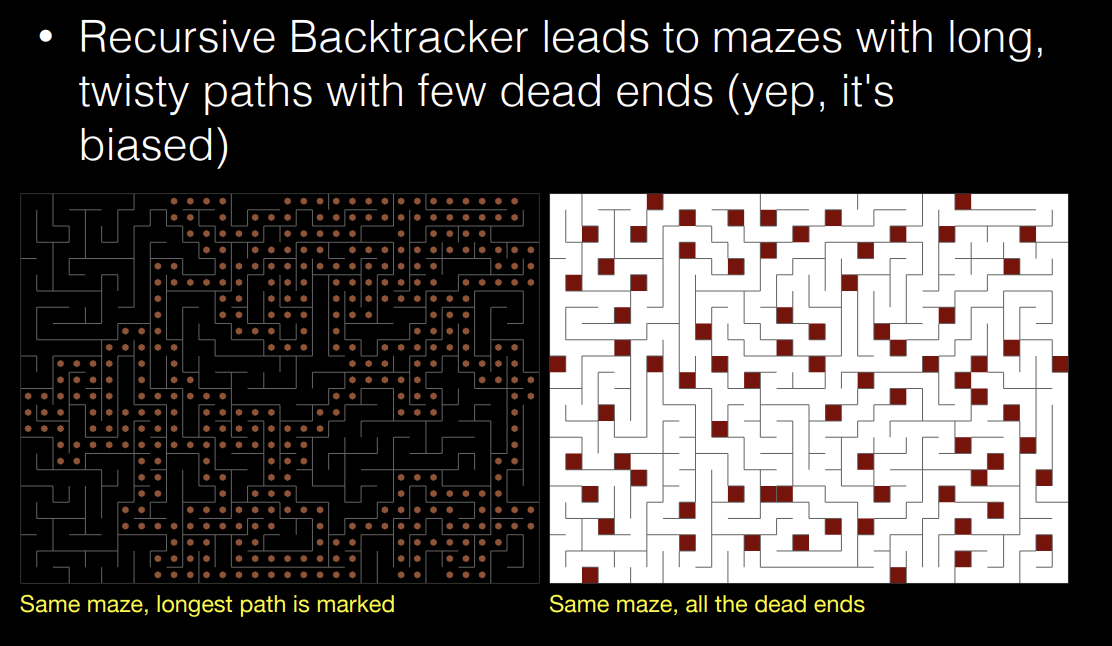 • Recursive Backtracker leads to mazes with long,
twisty paths with few dead ends (yep, it's
biased)
Same maze, longest path is marked
Same maze, all the dead ends